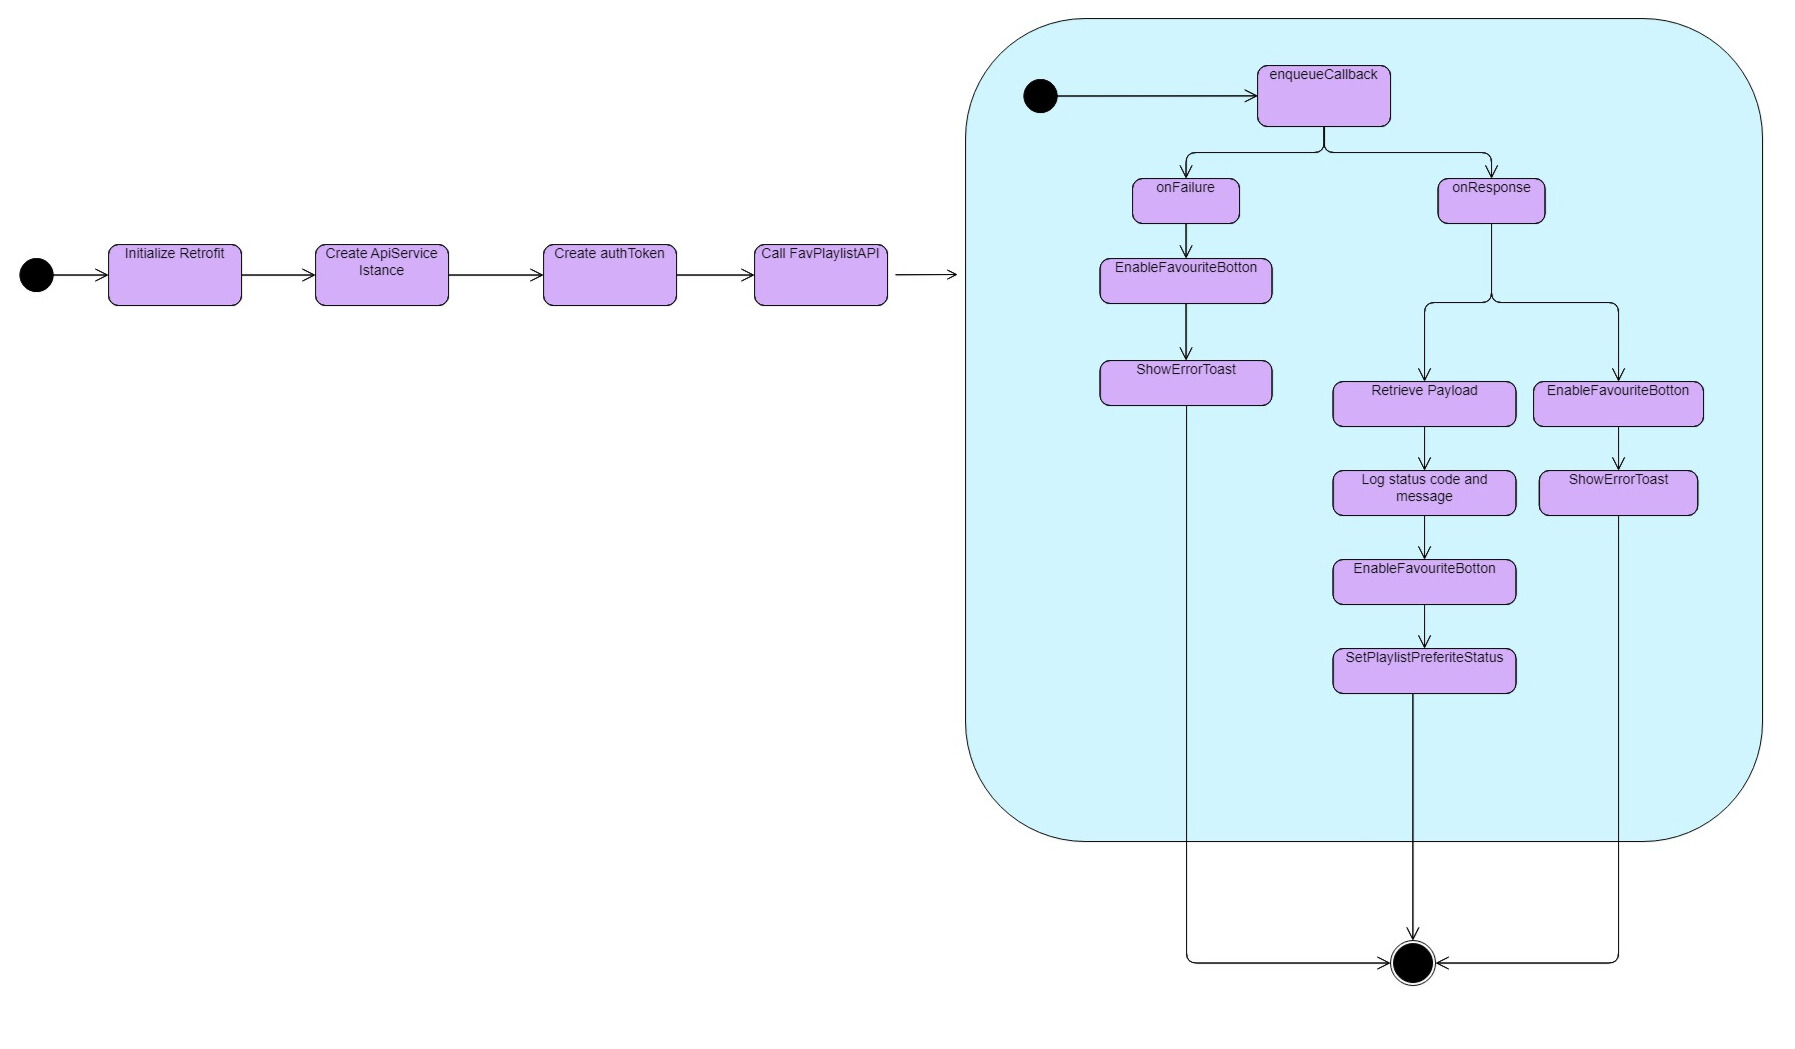 Initialize Retrofit
Create ApiService
Istance
Create authToken
Call FavPlaylistAPI
enqueueCallback
onFailure
EnableFavouriteBotton
ShowErrorToast
onResponse
Retrieve Payload
Log status code and
message
EnableFavouriteBotton
SetPlaylistPreferiteStatus
EnableFavouriteBotton
ShowErrorToast